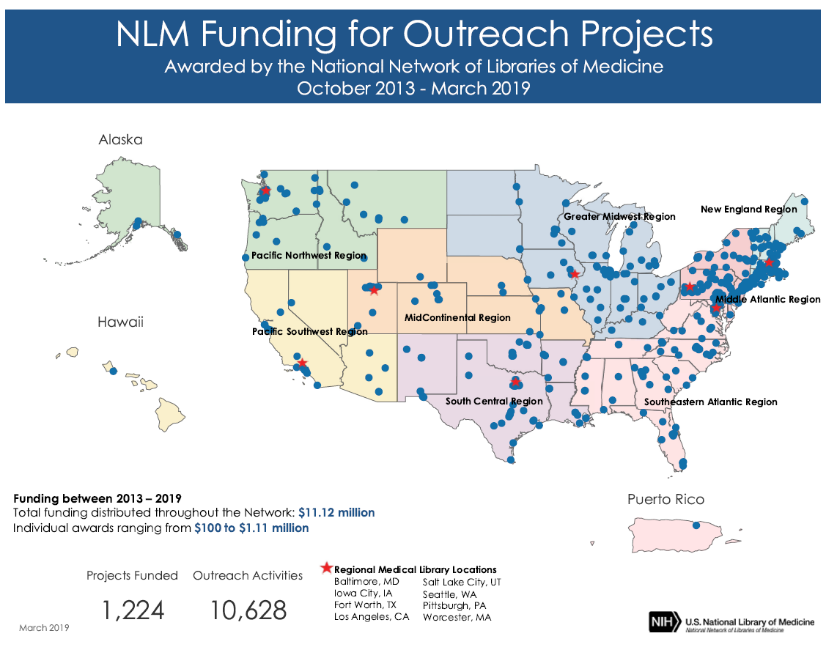 NLM Funding for Outreach Projects
Awarded by the National Network of Libraries of Medicine
October 2013 - March 2019
Alaska
New England Region
Greater Midwest Region
Pacific Northwest Region
Middle Atlantic Region
Hawaii
MidContinental Region
Pacific Southwest Region
South Central Region
Southeastern Atlantic Region
Funding between 2013 – 2019
Total funding distributed throughout the Network: $11.12 million
Individual awards ranging from $100 to $1.11 million
Puerto Rico
Projects Funded
1,224
Outreach Activities
10,628
Regional Medical Library Locations
Baltimore, MD
Iowa City, IA
Forth Worth, TX
Los Angeles, CA
Salt Lake City, UT
Seattle, WA
Pittsburgh, PA
Worcester, MA
March 2019
NIH
U.S. National Library of Medicine
National Network of Libraries of Medicine